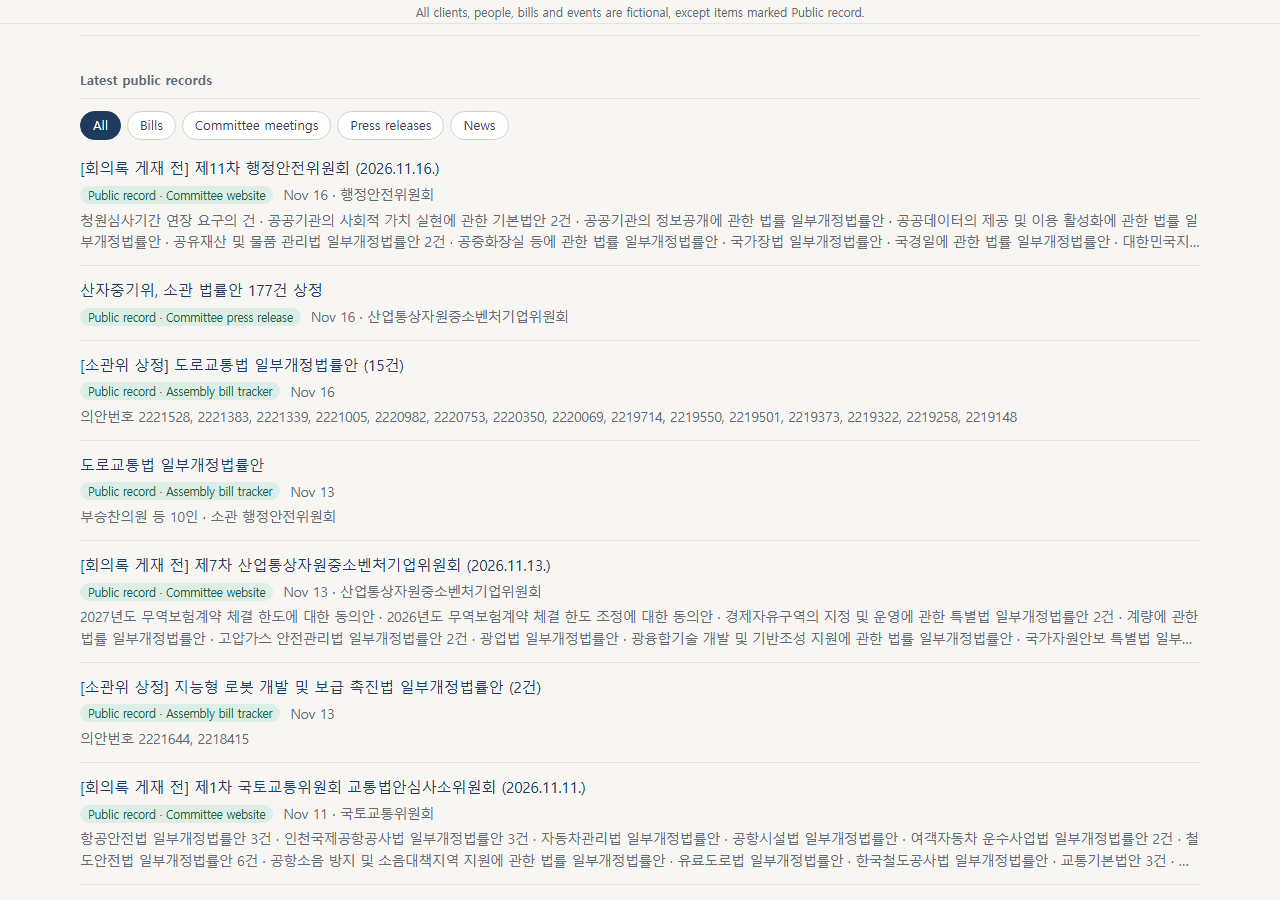 All clients, people, bills and events are fictional, except items marked Public record.
Latest public records
All
Bills
Committee meetings
Press releases
News
[회의록 게재 전] 제11차 행정안전위원회 (2026.11.16.)
Public record · Committee website Nov 16 · 행정안전위원회
청원심사기간 연장 요구의 건 · 공공기관의 사회적 가치 실현에 관한 기본법안 2건 · 공공기관의 정보공개에 관한 법률 일부개정법률안 · 공공데이터의 제공 및 이용 활성화에 관한 법률 일
부개정법률안 · 공유재산 및 물품 관리법 일부개정법률안 2건 · 공중화장실 등에 관한 법률 일부개정법률안 · 국가장법 일부개정법률안 · 국경일에 관한 법률 일부개정법률안 · 대한민국지...
산자중기위, 소관 법률안 177건 상정
Public record · Committee press release Nov 16 · 산업통상자원중소벤처기업위원회
[소관위 상정] 도로교통법 일부개정법률안 (15건)
Public record · Assembly bill tracker Nov 16
의안번호 2221528, 2221383, 2221339, 2221005, 2220982, 2220753, 2220350, 2220069, 2219714, 2219550, 2219501, 2219373, 2219322, 2219258, 2219148
도로교통법 일부개정법률안
Public record · Assembly bill tracker Nov 13
부승찬의원 등 10인 · 소관 행정안전위원회
[회의록 게재 전] 제7차 산업통상자원중소벤처기업위원회 (2026.11.13.)
Public record · Committee website Nov 13 · 산업통상자원중소벤처기업위원회
2027년도 무역보험계약 체결 한도에 대한 동의안 · 2026년도 무역보험계약 체결 한도 조정에 대한 동의안 · 경제자유구역의 지정 및 운영에 관한 특별법 일부개정법률안 2건 · 계량에 관한
법률 일부개정법률안 · 고압가스 안전관리법 일부개정법률안 2건 · 광업법 일부개정법률안 · 광융합기술 개발 및 기반조성 지원에 관한 법률 일부개정법률안 · 국가자원안보 특별법 일부...
[소관위 상정] 지능형 로봇 개발 및 보급 촉진법 일부개정법률안 (2건)
Public record · Assembly bill tracker Nov 13
의안번호 2221644, 2218415
[회의록 게재 전] 제1차 국토교통위원회 교통법안심사소위원회 (2026.11.11.)
Public record · Committee website Nov 11 · 국토교통위원회
항공안전법 일부개정법률안 3건 · 인천국제공항공사법 일부개정법률안 3건 · 자동차관리법 일부개정법률안 · 공항시설법 일부개정법률안 · 여객자동차 운수사업법 일부개정법률안 2건 · 철
도안전법 일부개정법률안 6건 · 공항소음 방지 및 소음대책지역 지원에 관한 법률 일부개정법률안 · 유료도로법 일부개정법률안 · 한국철도공사법 일부개정법률안 · 교통기본법안 3건 · ...